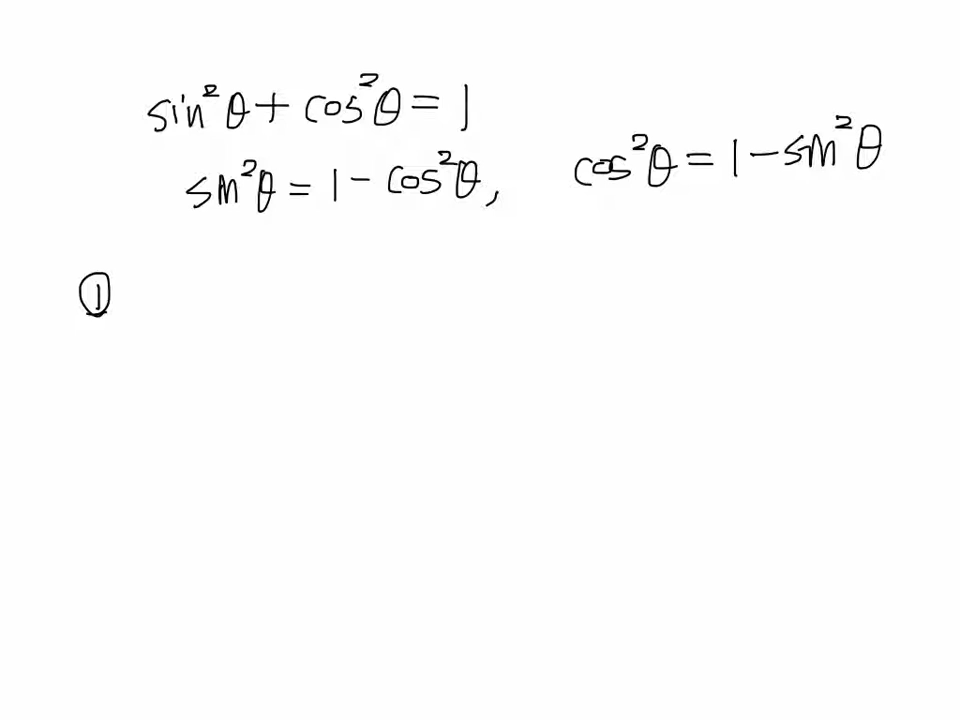 sin²θ + cos²θ = 1
sin²θ = 1 - cos²θ, cos²θ = 1 - sin²θ
①